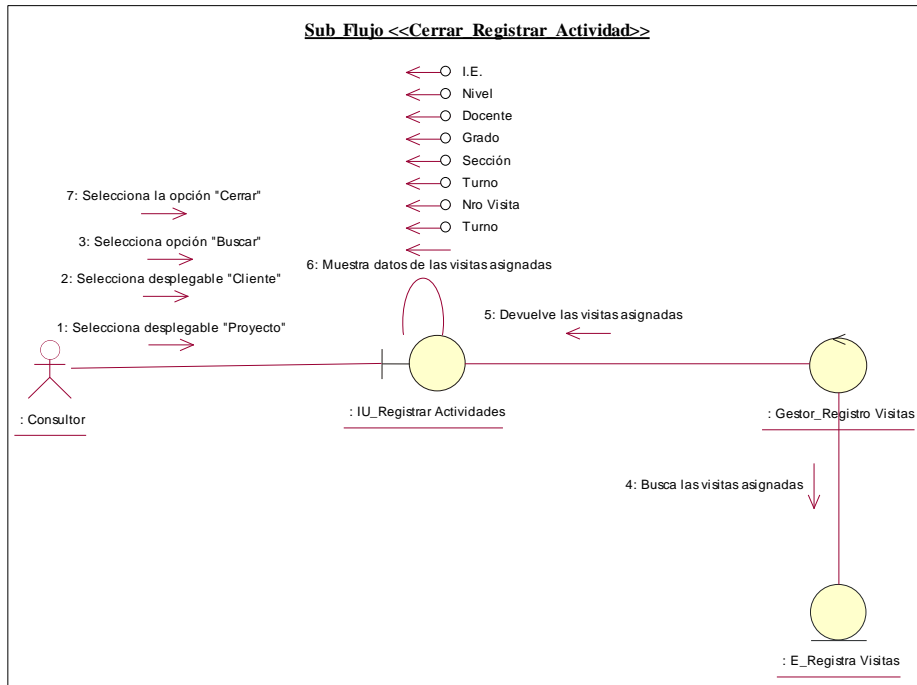 Sub_Flujo <<Cerrar_Registrar_Actividad>>
I.E.
Nivel
Docente
Grado
Sección
Turno
Nro Visita
Turno
7: Selecciona la opción "Cerrar"
3: Selecciona opción "Buscar"
2: Selecciona desplegable "Cliente"
1: Selecciona desplegable "Proyecto"
6: Muestra datos de las visitas asignadas
5: Devuelve las visitas asignadas
: Consultor
: IU_Registrar Actividades
: Gestor_Registro Visitas
4: Busca las visitas asignadas
: E_Registra Visitas